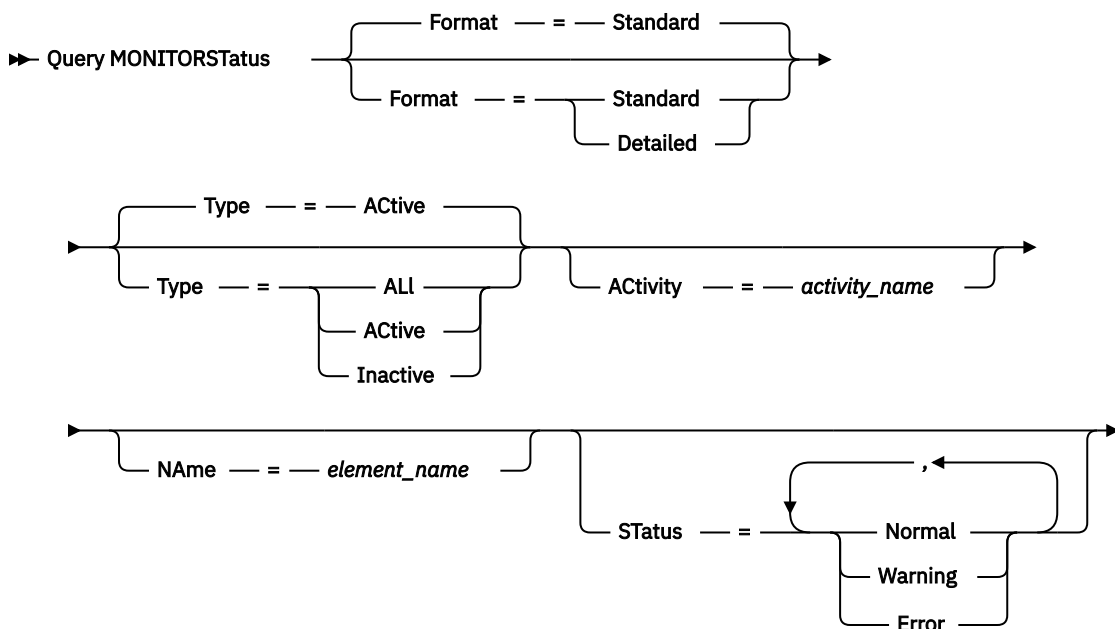 Format = Standard
Query MONITORSTatus
Format = Standard
Detailed
Type = ACtive
Type = ALl ACtivity = activity_name
ACtive
Inactive
NAme = element_name
,
STatus = Normal
Warning
Error